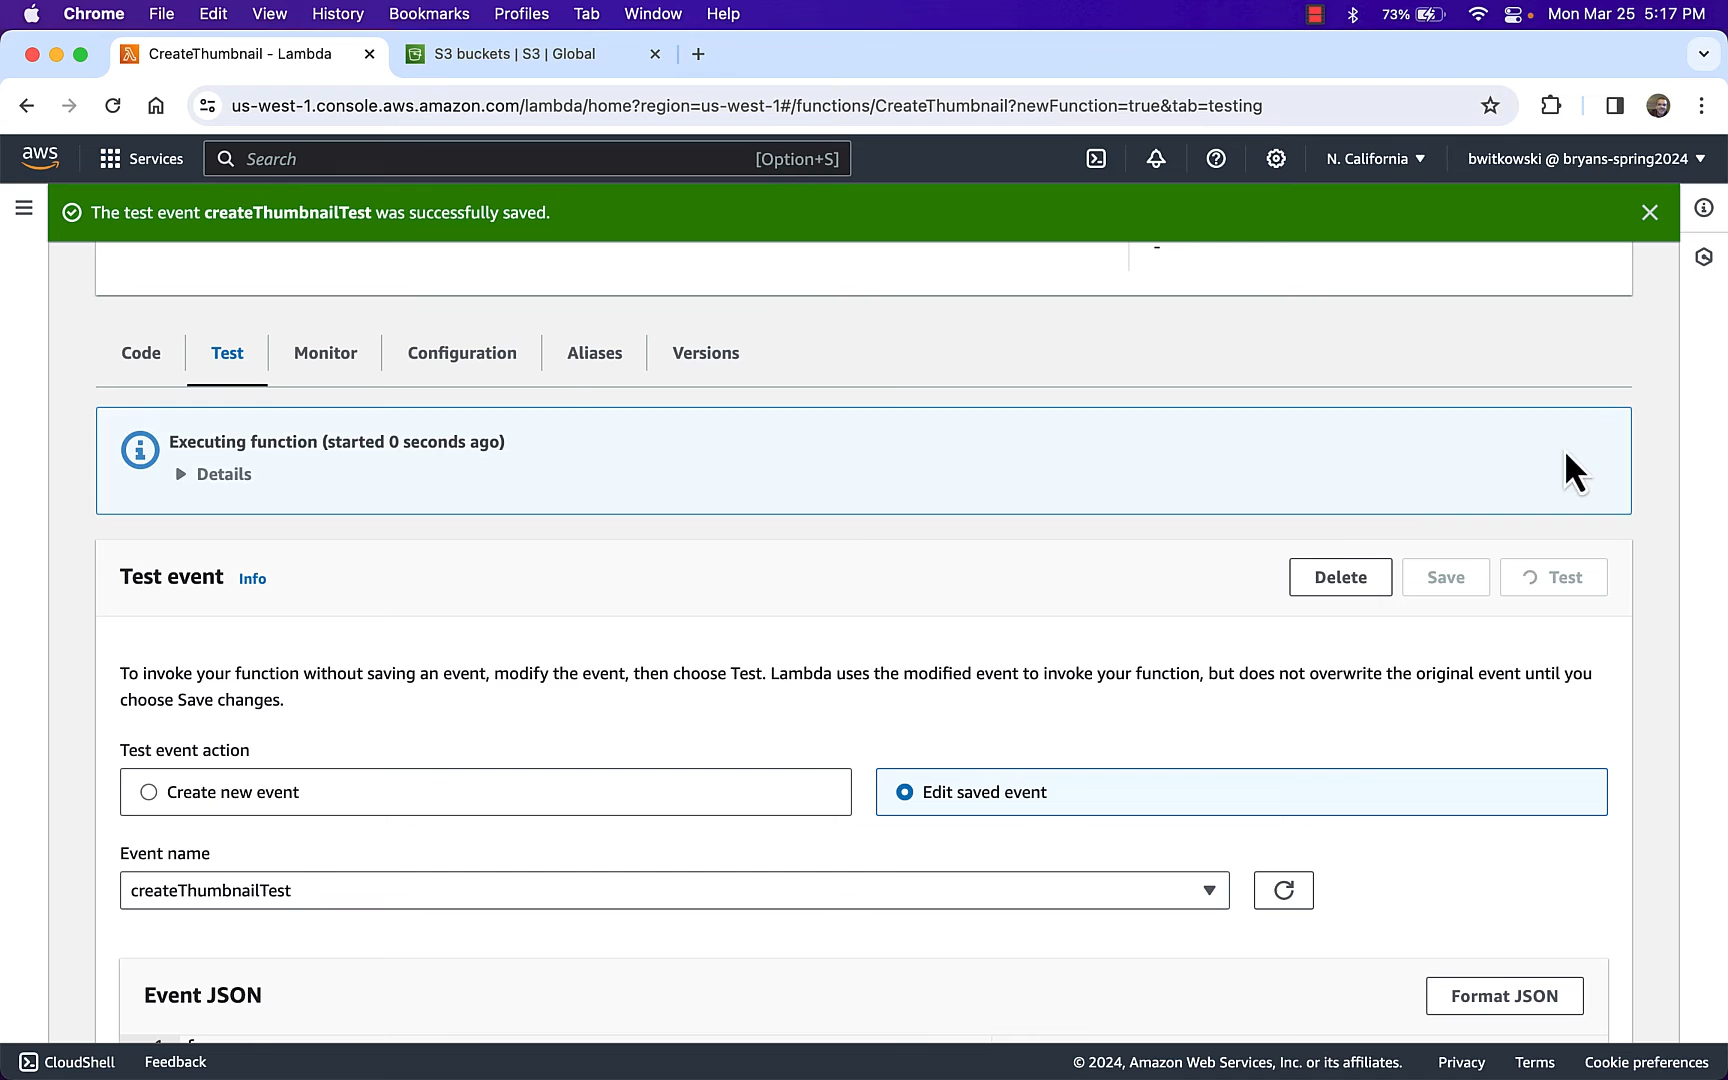 Chrome File Edit View History Bookmarks Profiles Tab Window Help 73% Mon Mar 25 5:17 PM
CreateThumbnail - Lambda S3 buckets | S3 | Global
us-west-1.console.aws.amazon.com/lambda/home?region=us-west-1#/functions/CreateThumbnail?newFunction=true&tab=testing
aws Services Search [Option+S] N. California bwitkowski @ bryans-spring2024
The test event createThumbnailTest was successfully saved.
-
Code Test Monitor Configuration Aliases Versions
Executing function (started 0 seconds ago)
Details
Test event Info Delete Save Test
To invoke your function without saving an event, modify the event, then choose Test. Lambda uses the modified event to invoke your function, but does not overwrite the original event until you
choose Save changes.
Test event action
Create new event Edit saved event
Event name
createThumbnailTest
Event JSON Format JSON
CloudShell Feedback © 2024, Amazon Web Services, Inc. or its affiliates. Privacy Terms Cookie preferences